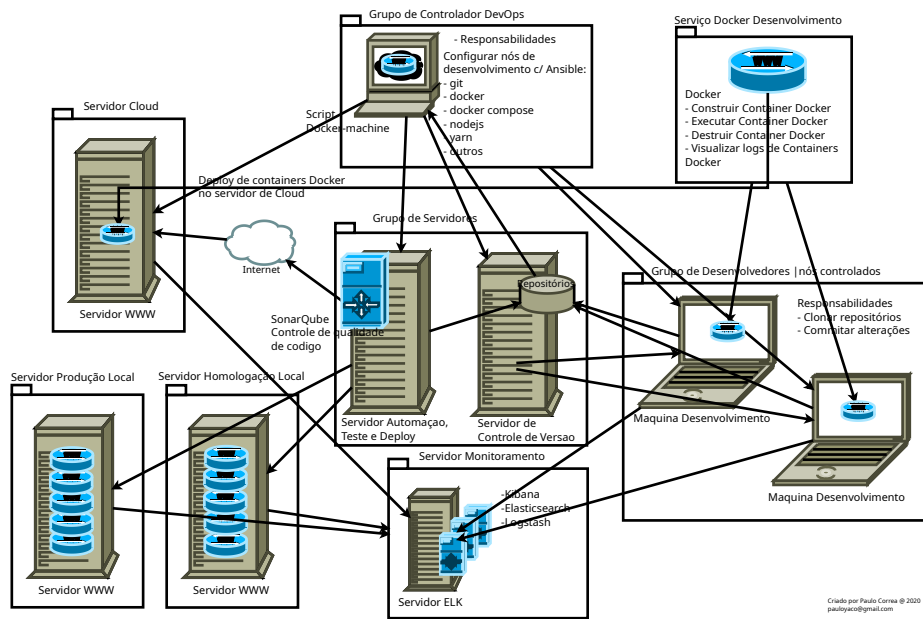 Grupo de Controlador DevOps
- Responsabilidades
Configurar nós de
desenvolvimento c/ Ansible:
- git
- docker
- docker compose
- nodejs
- yarn
- outros
Serviço Docker Desenvolvimento
Docker
- Construir Container Docker
- Executar Container Docker
- Destruir Container Docker
- Visualizar logs de Containers
Docker
Servidor Cloud
Script
Docker-machine
Deploy de containers Docker
no servidor de Cloud
Internet
Servidor WWW
Grupo de Servidores
Repositórios
SonarQube
Controle de qualidade
de codigo
Servidor Automaçao,
Teste e Deploy
Servidor de
Controle de Versao
Grupo de Desenvolvedores |nós controlados
Responsabilidades
- Clonar repositórios
- Commitar alterações
Maquina Desenvolvimento
Maquina Desenvolvimento
Servidor Produção Local
Servidor WWW
Servidor Homologação Local
Servidor WWW
Servidor Monitoramento
-Kibana
-Elasticsearch
-Logstash
Servidor ELK
Criado por Paulo Correa @ 2020
pauloyaco@gmail.com